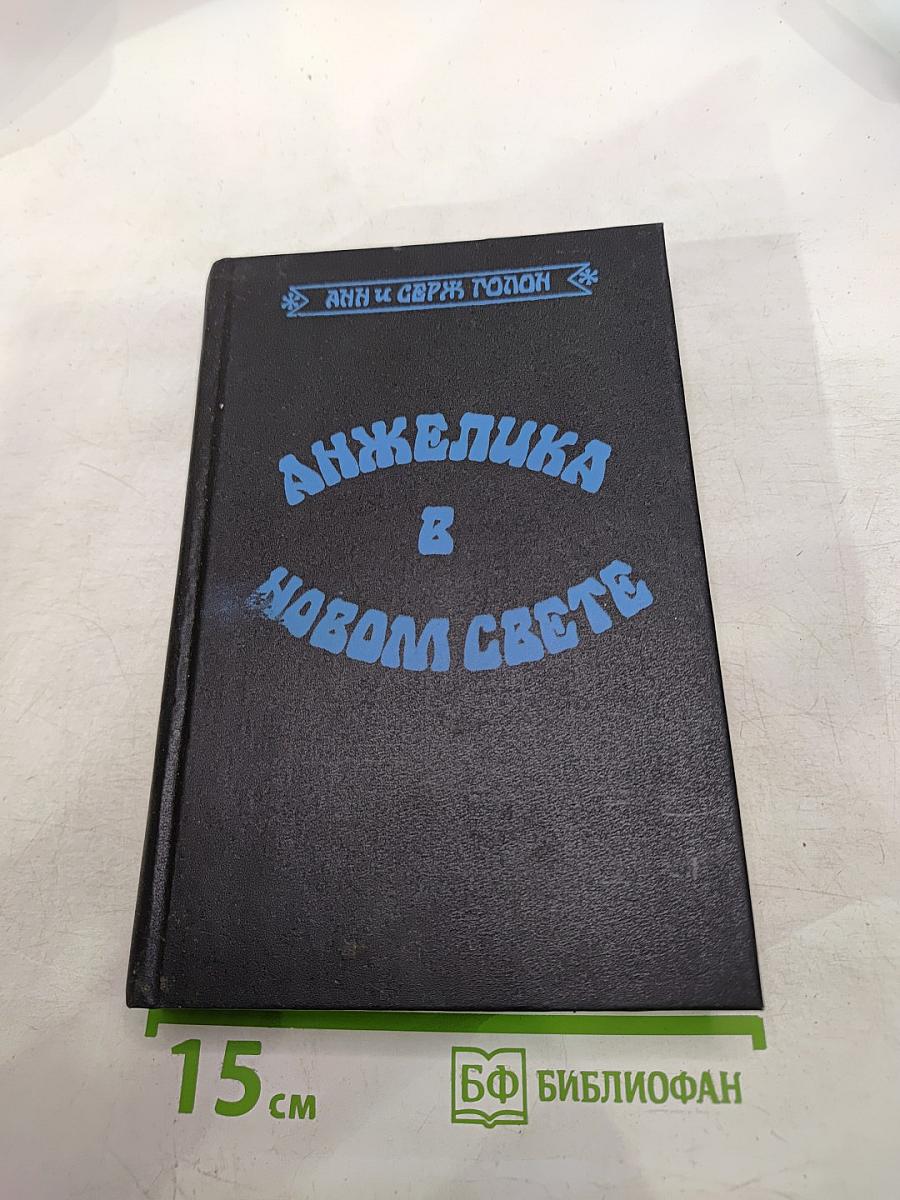 АНН и СЕРЖ ГОЛОН
АНЖЕЛИКА
В
НОВОМ СВЕТЕ
15 см
БФ БИБЛИОФАН